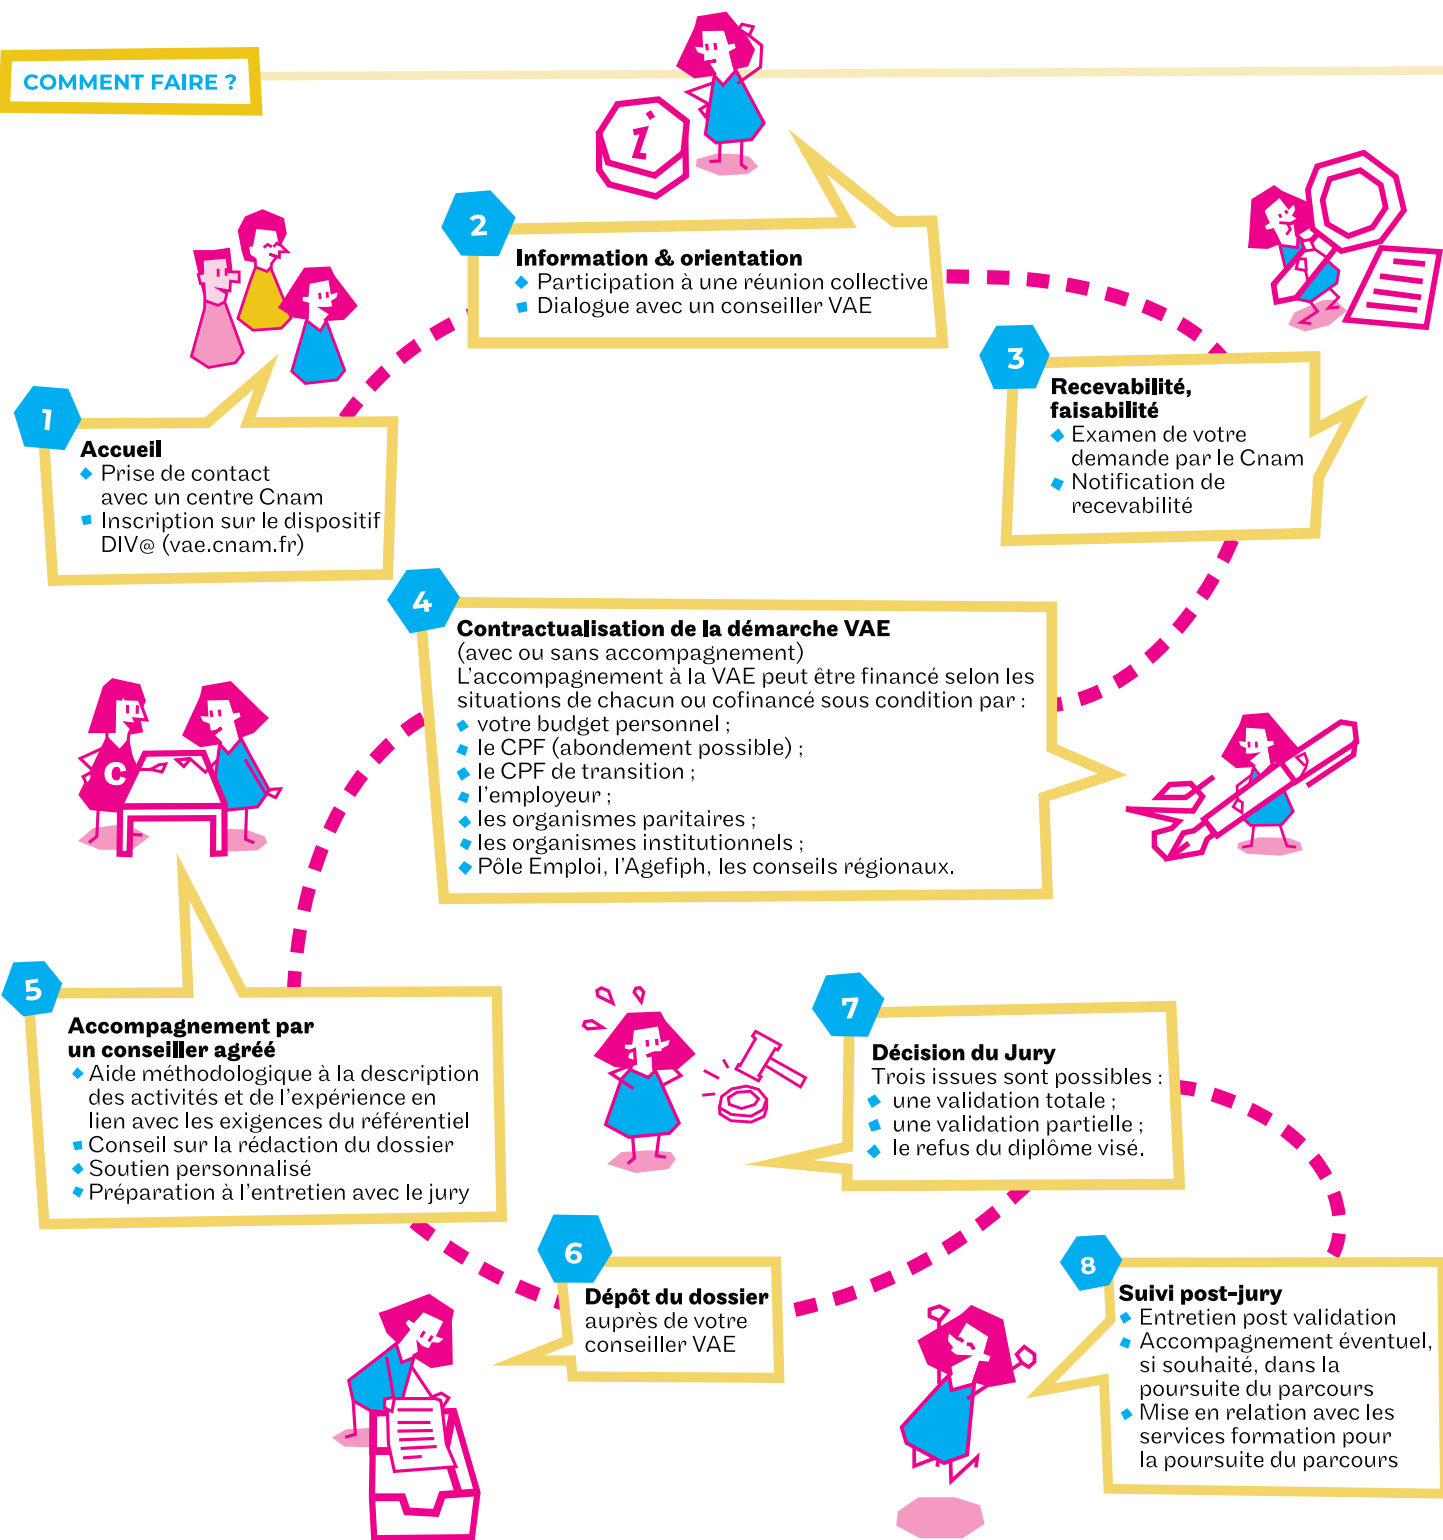 COMMENT FAIRE ?
1
Accueil
Prise de contact
avec un centre Cnam
Inscription sur le dispositif
DIV@ (vae.cnam.fr)
i
2
Information & orientation
Participation à une réunion collective
Dialogue avec un conseiller VAE
3
Recevabilité,
faisabilité
Examen de votre
demande par le Cnam
Notification de
recevabilité
4
Contractualisation de la démarche VAE
(avec ou sans accompagnement)
L'accompagnement à la VAE peut être financé selon les
situations de chacun ou cofinancé sous condition par :
votre budget personnel ;
le CPF (abondement possible) ;
le CPF de transition ;
l'employeur ;
les organismes paritaires ;
les organismes institutionnels ;
Pôle Emploi, l'Agefiph, les conseils régionaux.
C
5
Accompagnement par
un conseiller agréé
Aide méthodologique à la description
des activités et de l'expérience en
lien avec les exigences du référentiel
Conseil sur la rédaction du dossier
Soutien personnalisé
Préparation à l'entretien avec le jury
6
Dépôt du dossier
auprès de votre
conseiller VAE
7
Décision du Jury
Trois issues sont possibles :
une validation totale ;
une validation partielle ;
le refus du diplôme visé.
8
Suivi post-jury
Entretien post validation
Accompagnement éventuel,
si souhaité, dans la
poursuite du parcours
Mise en relation avec les
services formation pour
la poursuite du parcours